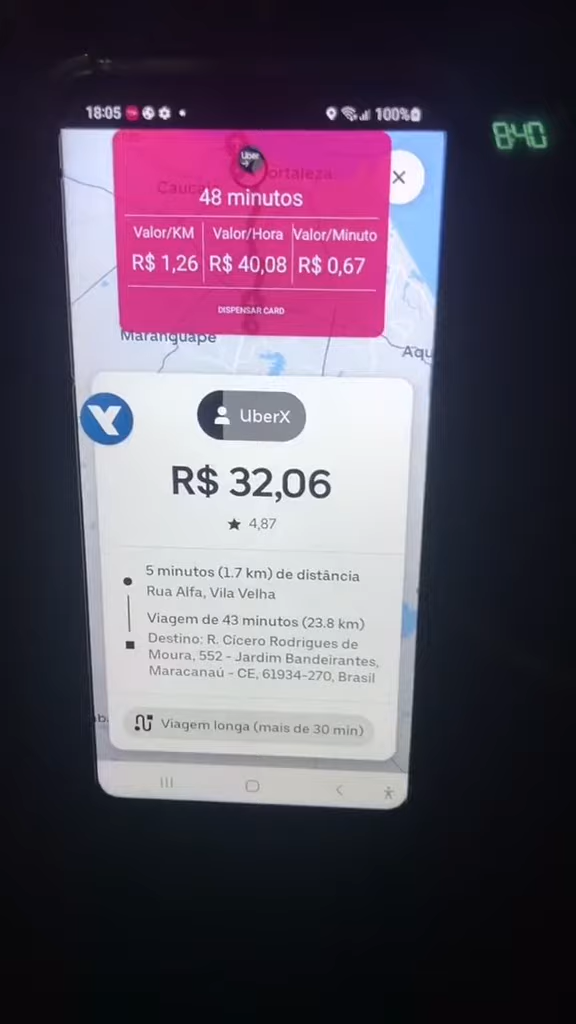 18:05
100%
840
Uber
Fortaleza
Cauca
48 minutos
Valor/KM Valor/Hora Valor/Minuto
R$ 1,26 R$ 40,08 R$ 0,67
DISPENSAR CARD
Maranguape
Aqu
UberX
R$ 32,06
★ 4,87
5 minutos (1.7 km) de distância
Rua Alfa, Vila Velha
Viagem de 43 minutos (23.8 km)
Destino: R. Cícero Rodrigues de
Moura, 552 - Jardim Bandeirantes,
Maracanaú - CE, 61934-270, Brasil
Viagem longa (mais de 30 min)